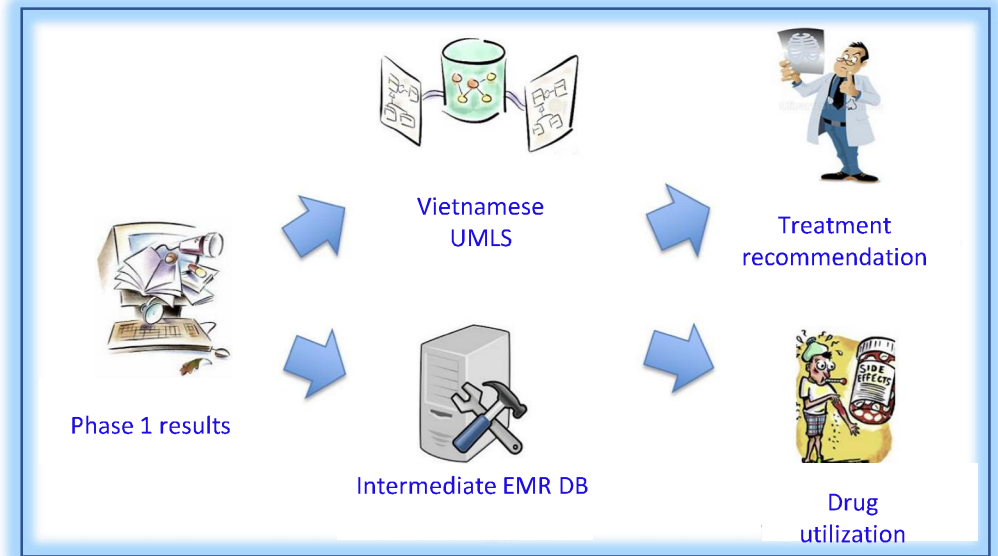 Vietnamese
UMLS
Treatment
recommendation
Phase 1 results
SIDE
EFFECTS
Intermediate EMR DB
Drug
utilization